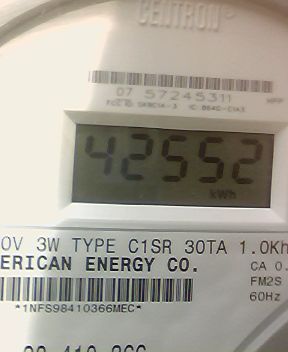 CENTRON®
07 57245311
42552
kWh
0V 3W TYPE C1SR 30TA 1.0Kh
ERICAN ENERGY CO.
CA 0.
FM2S
60Hz
*1NFS98410366MEC*